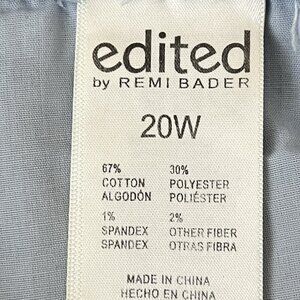 edited
by REMI BADER
20W
67% 30%
COTTON POLYESTER
ALGODÓN POLIÉSTER
1% 2%
SPANDEX OTHER FIBER
SPANDEX OTRAS FIBRA
MADE IN CHINA
HECHO EN CHINA